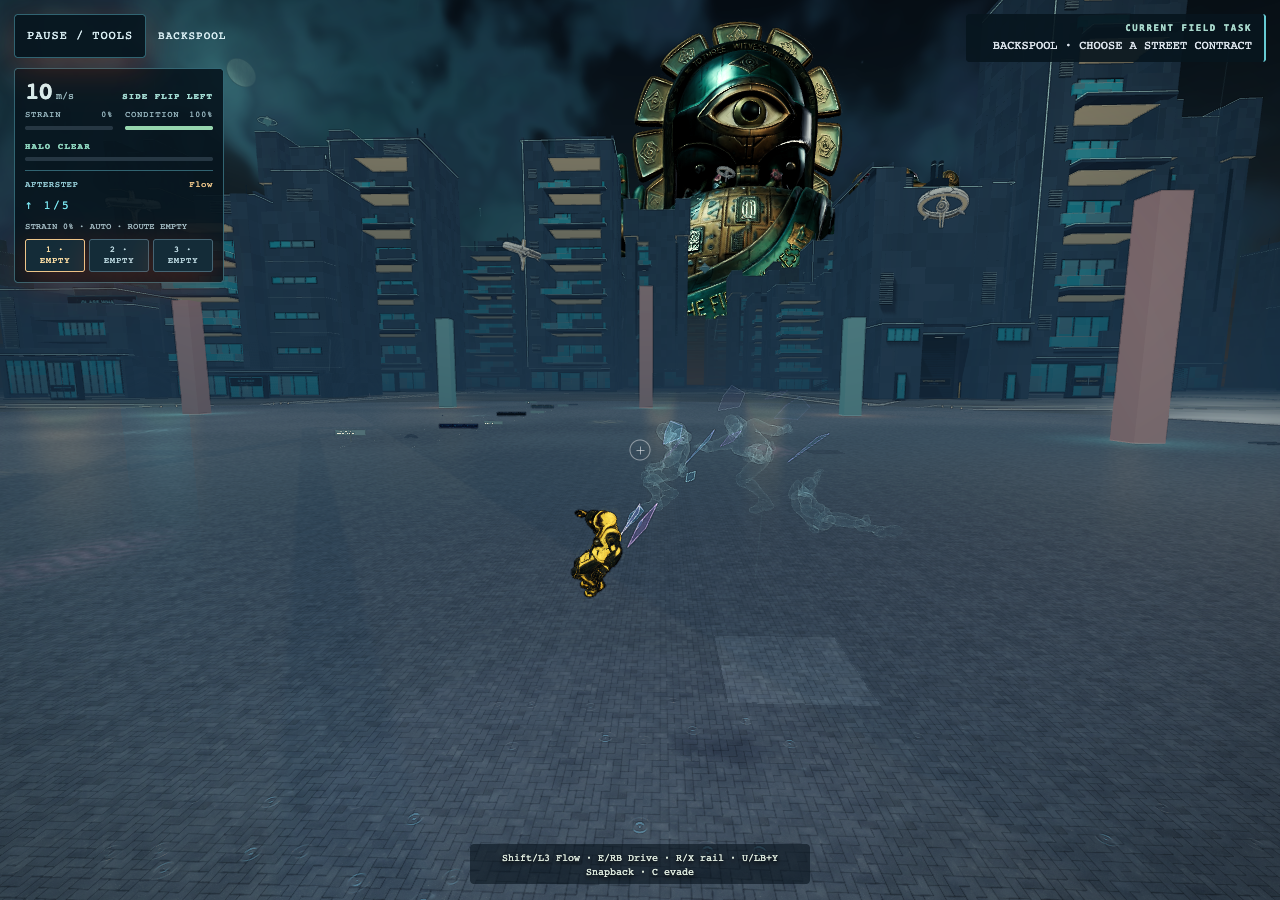 PAUSE / TOOLS
BACKSPOOL
CURRENT FIELD TASK
BACKSPOOL · CHOOSE A STREET CONTRACT
10 m/s
SIDE FLIP LEFT
STRAIN 0%
CONDITION 100%
HALO CLEAR
AFTERSTEP
Flow
↑ 1/5
STRAIN 0% · AUTO · ROUTE EMPTY
1 · EMPTY
2 · EMPTY
3 · EMPTY
WITNESS
Shift/L3 Flow · E/RB Drive · R/X rail · U/LB+Y
Snapback · C evade